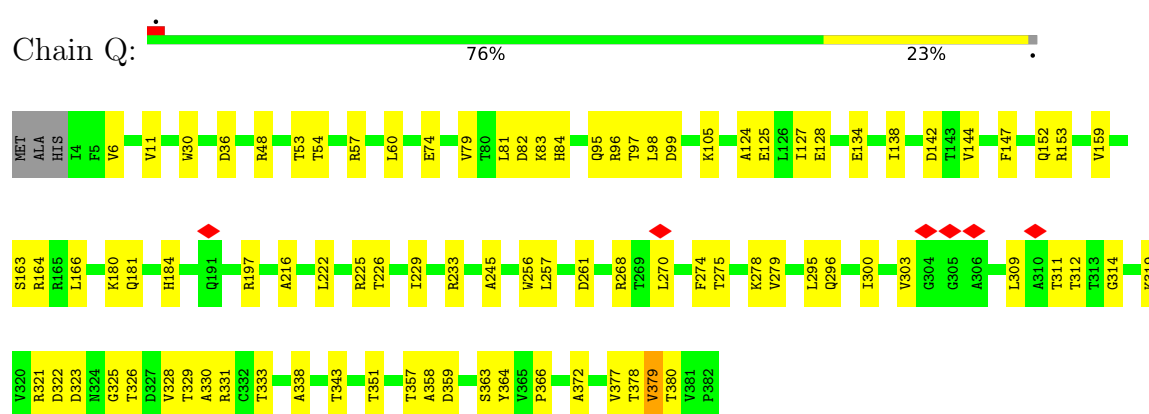 Chain Q:
76% 23%
MET ALA HIS I4 F5 V6 V11 W30 D36 R48 T53 T54 R57 L60 E74 V79 T80 L81 D82 K83 H84 Q95 R96 T97 L98 D99 K105 A124 E125 L126 I127 E128 E134 I138 D142 T143 V144 F147 Q152 R153 V159
S163 R164 R165 L166 K180 Q181 H184 Q191 R197 A216 L222 R225 T226 I229 R233 A245 W256 L257 D261 R268 T269 L270 F274 T275 K278 V279 L295 Q296 I300 V303 G304 G305 A306 L309 A310 T311 T312 T313 G314
V320 R321 D322 D323 N324 G325 T326 D327 V328 T329 A330 R331 C332 T333 A338 T343 T351 T357 A358 D359 S363 Y364 V365 P366 A372 V377 T378 V379 T380 V381 P382